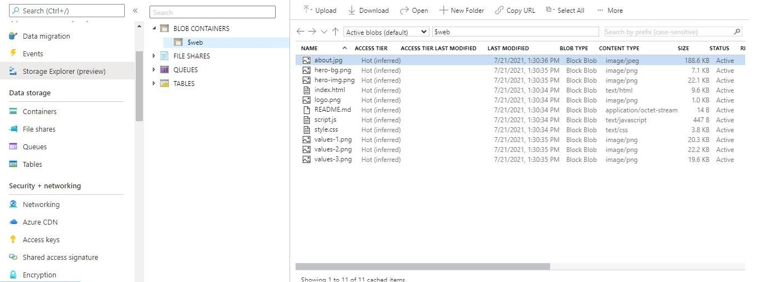 Search (Ctrl+/)
«
Data migration
Events
Storage Explorer (preview)
Data storage
Containers
File shares
Queues
Tables
Security + networking
Networking
Azure CDN
Access keys
Shared access signature
Encryption
Search
BLOB CONTAINERS
$web
FILE SHARES
QUEUES
TABLES
Upload Download Open New Folder Copy URL Select All ··· More
Active blobs (default) $web Search by prefix (case-sensitive)
NAME ACCESS TIER ACCESS TIER LAST MODIFIED LAST MODIFIED BLOB TYPE CONTENT TYPE SIZE STATUS
about.jpg Hot (inferred) 7/21/2021, 1:30:36 PM Block Blob image/jpeg 188.6 KB Active
hero-bg.png Hot (inferred) 7/21/2021, 1:30:35 PM Block Blob image/png 7.1 KB Active
hero-img.png Hot (inferred) 7/21/2021, 1:30:35 PM Block Blob image/png 22.2 KB Active
index.html Hot (inferred) 7/21/2021, 1:30:34 PM Block Blob text/html 9.6 KB Active
logo.png Hot (inferred) 7/21/2021, 1:30:34 PM Block Blob image/png 1.0 KB Active
README.md Hot (inferred) 7/21/2021, 1:30:34 PM Block Blob application/octet-stream 14 B Active
script.js Hot (inferred) 7/21/2021, 1:30:35 PM Block Blob text/javascript 447 B Active
style.css Hot (inferred) 7/21/2021, 1:30:34 PM Block Blob text/css 3.8 KB Active
values-1.png Hot (inferred) 7/21/2021, 1:30:35 PM Block Blob image/png 20.3 KB Active
values-2.png Hot (inferred) 7/21/2021, 1:30:34 PM Block Blob image/png 22.2 KB Active
values-3.png Hot (inferred) 7/21/2021, 1:30:35 PM Block Blob image/png 19.6 KB Active
Showing 1 to 11 of 11 cached items